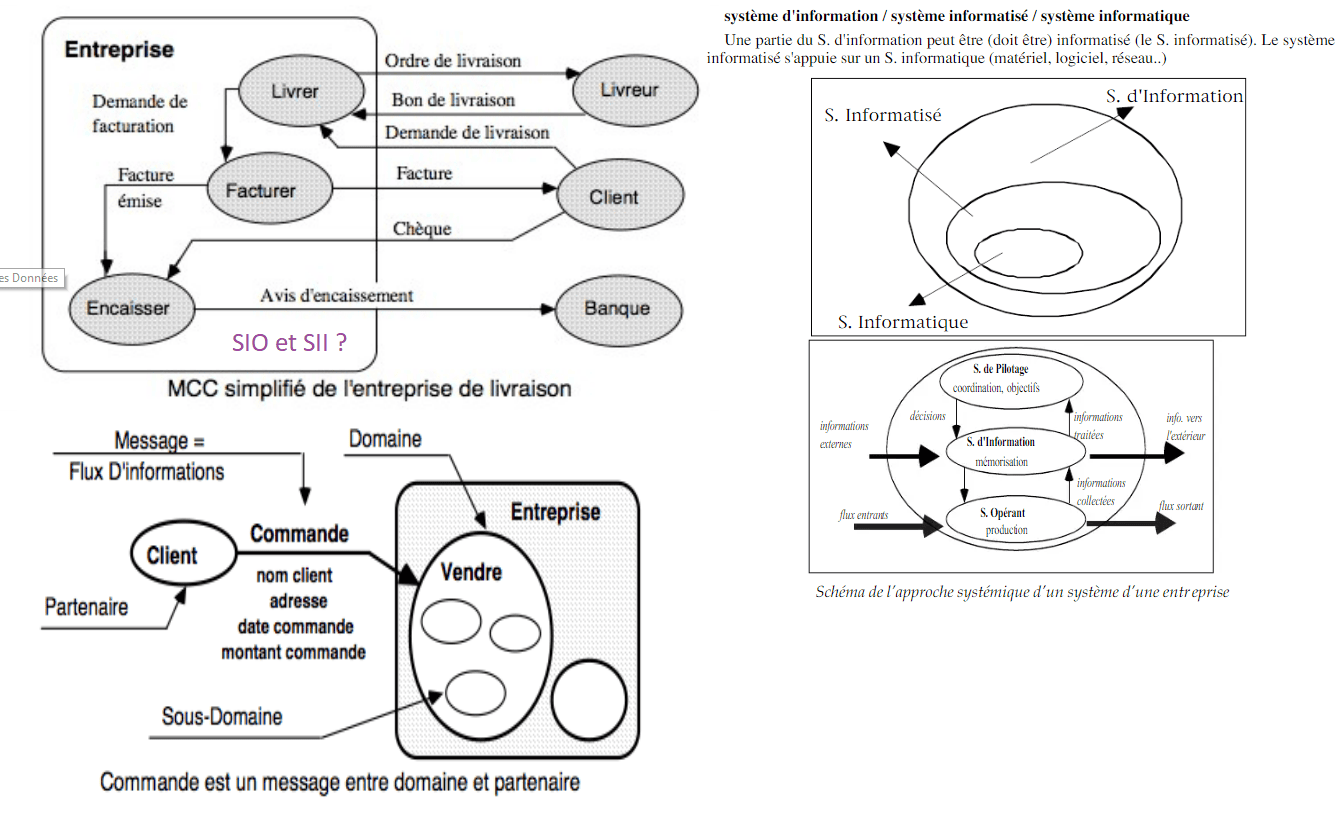 Entreprise
Livrer
Ordre de livraison
Livreur
Bon de livraison
Demande de
facturation
Demande de livraison
Facture
émise
Facturer
Facture
Client
Chèque
es Données
Encaisser
Avis d'encaissement
Banque
SIO et SII ?
MCC simplifié de l'entreprise de livraison
Message =
Flux D'informations
Domaine
Entreprise
Client
Commande
nom client
adresse
date commande
montant commande
Vendre
Partenaire
Sous-Domaine
Commande est un message entre domaine et partenaire
système d'information / système informatisé / système informatique
Une partie du S. d'information peut être (doit être) informatisé (le S. informatisé). Le système
informatisé s'appuie sur un S. informatique (matériel, logiciel, réseau..)
S. d'Information
S. Informatisé
S. Informatique
S. de Pilotage
coordination, objectifs
décisions
informations
traitées
informations
externes
info. vers
l'extérieur
S. d'Information
mémorisation
informations
collectées
flux entrants
S. Opérant
production
flux sortant
Schéma de l'approche systémique d'un système d'une entreprise